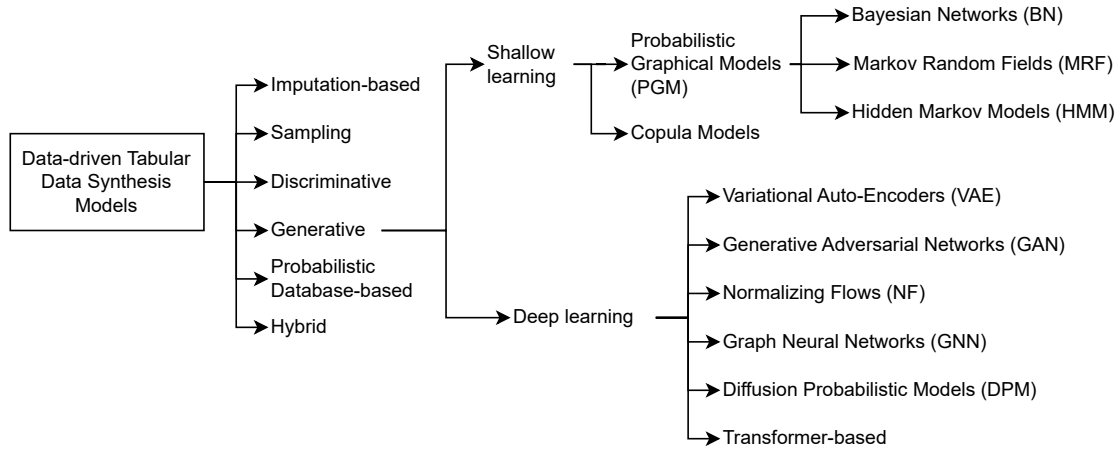 Data-driven Tabular
Data Synthesis
Models
Imputation-based
Sampling
Discriminative
Generative
Probabilistic
Database-based
Hybrid
Shallow
learning
Deep learning
Probabilistic
Graphical Models
(PGM)
Copula Models
Bayesian Networks (BN)
Markov Random Fields (MRF)
Hidden Markov Models (HMM)
Variational Auto-Encoders (VAE)
Generative Adversarial Networks (GAN)
Normalizing Flows (NF)
Graph Neural Networks (GNN)
Diffusion Probabilistic Models (DPM)
Transformer-based